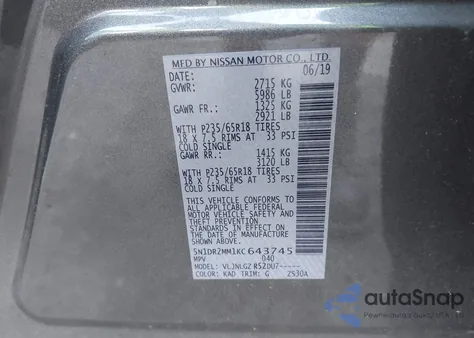 MFD BY NISSAN MOTOR CO., LTD.
DATE: 06/19
GVWR: 2715 KG
5986 LB
GAWR FR.: 1325 KG
2921 LB
WITH P235/65R18 TIRES
18 x 7.5 RIMS AT 33 PSI
COLD SINGLE
GAWR RR.: 1415 KG
3120 LB
WITH P235/65R18 TIRES
18 x 7.5 RIMS AT 33 PSI
COLD SINGLE
THIS VEHICLE CONFORMS TO
ALL APPLICABLE FEDERAL
MOTOR VEHICLE SAFETY AND
THEFT PREVENTION
STANDARDS IN EFFECT ON
THE DATE OF MANUFACTURE
SHOWN ABOVE.
5N1DR2MM1KC643745
MPV 040
MODEL: VLJNLGZ R52DU7-----
COLOR: KAD TRIM: G Z930A
autoSnap